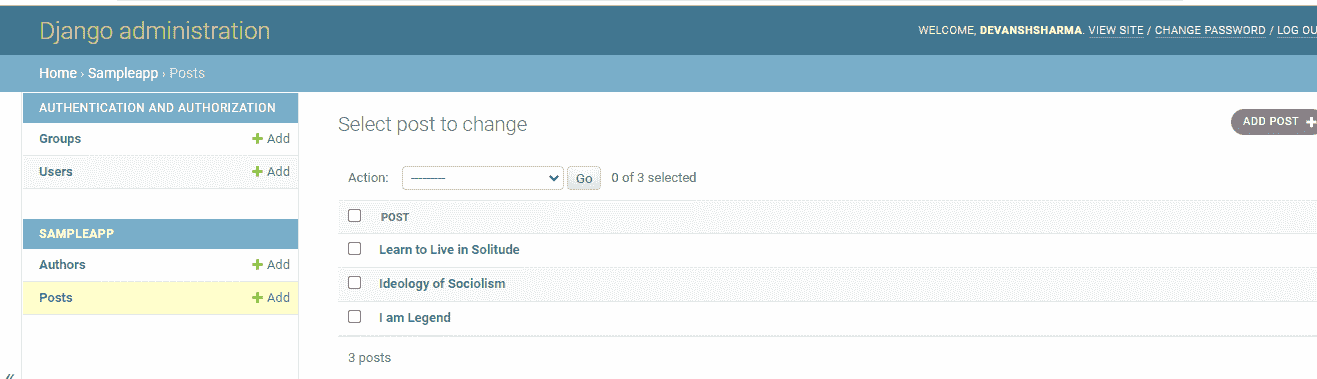 Django administration
WELCOME, DEVANSHSHARMA. VIEW SITE / CHANGE PASSWORD / LOG OU
Home › Sampleapp › Posts
AUTHENTICATION AND AUTHORIZATION
Groups + Add
Users + Add
SAMPLEAPP
Authors + Add
Posts + Add
«
Select post to change
ADD POST +
Action: --------- Go 0 of 3 selected
POST
Learn to Live in Solitude
Ideology of Sociolism
I am Legend
3 posts